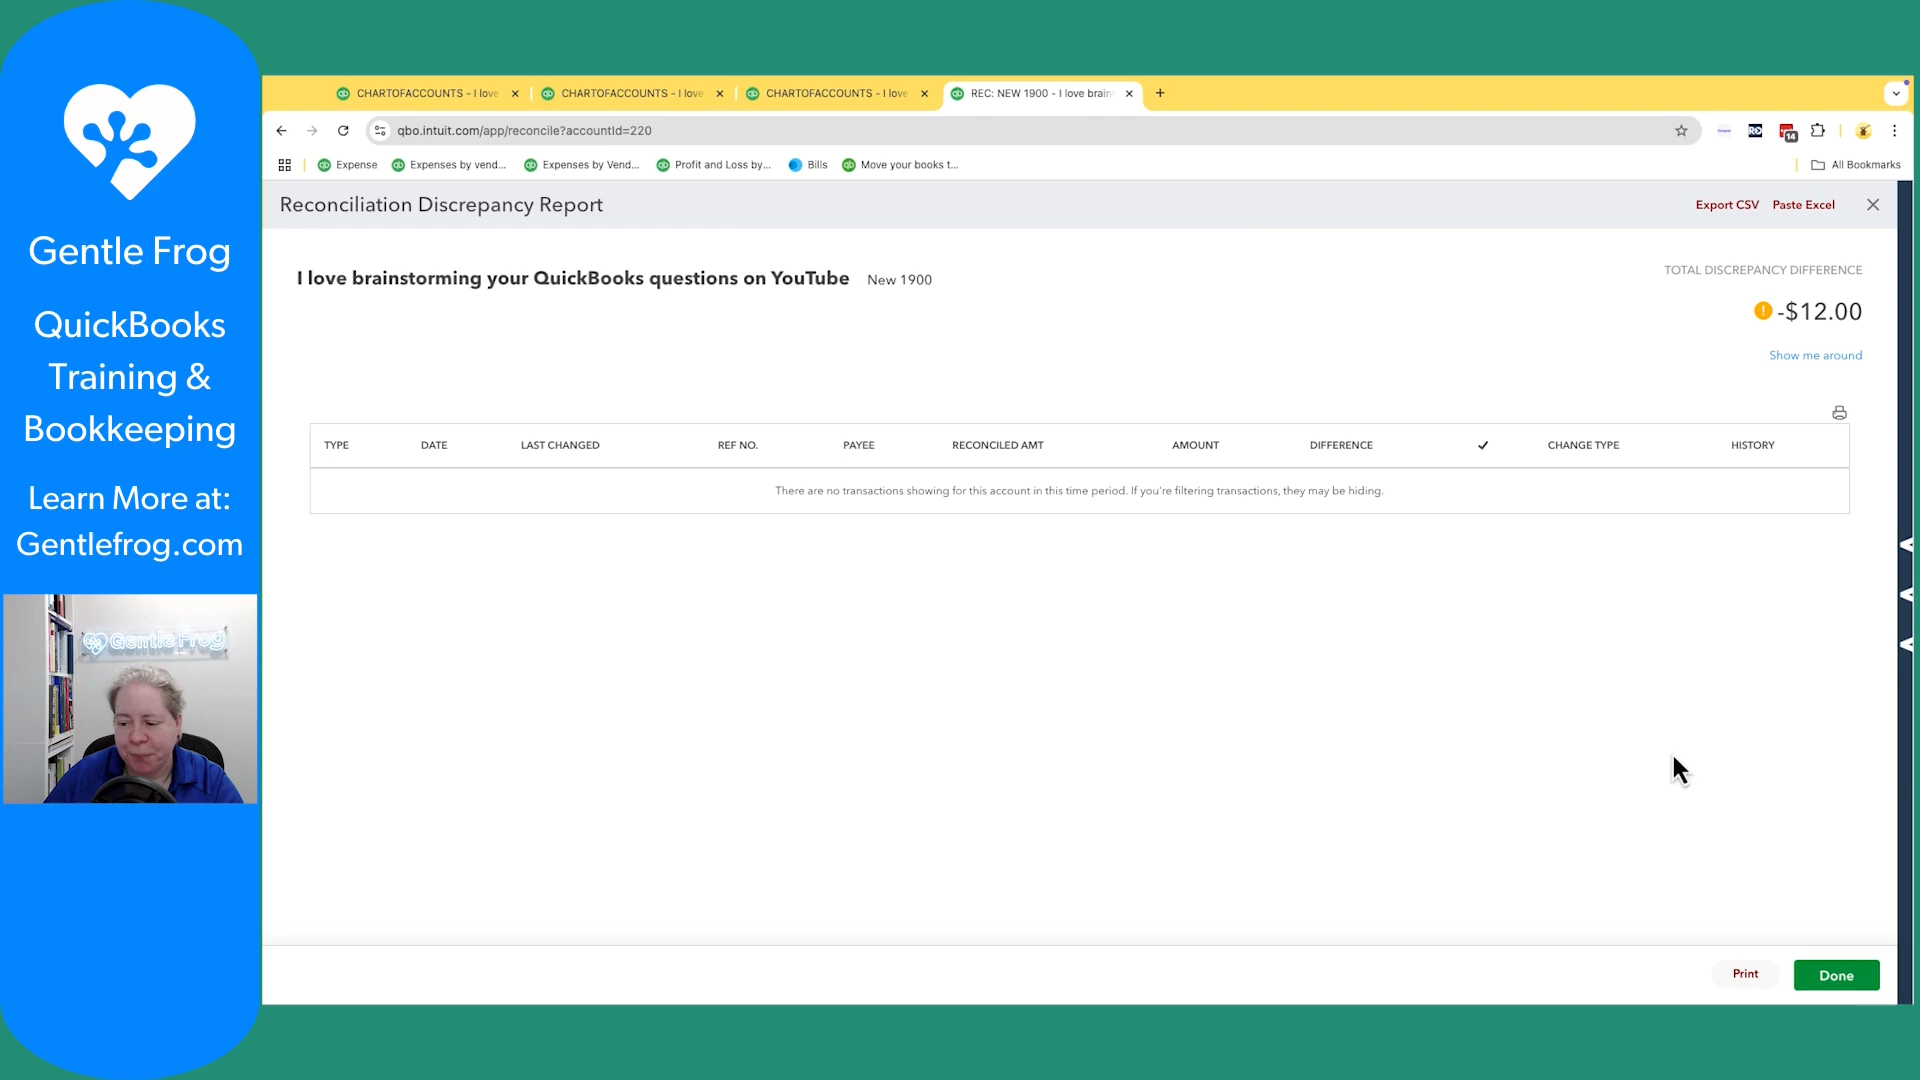 Gentle Frog
QuickBooks
Training &
Bookkeeping
Learn More at:
Gentlefrog.com
Gentle Frog
CHARTOFACCOUNTS - I love
CHARTOFACCOUNTS - I love
CHARTOFACCOUNTS - I love
REC: NEW 1900 - I love brain
qbo.intuit.com/app/reconcile?accountId=220
14
Expense
Expenses by vend...
Expenses by Vend...
Profit and Loss by...
Bills
Move your books t...
All Bookmarks
Reconciliation Discrepancy Report
Export CSV
Paste Excel
I love brainstorming your QuickBooks questions on YouTube New 1900
TOTAL DISCREPANCY DIFFERENCE
-$12.00
Show me around
TYPE DATE LAST CHANGED REF NO. PAYEE RECONCILED AMT AMOUNT DIFFERENCE CHANGE TYPE HISTORY
There are no transactions showing for this account in this time period. If you're filtering transactions, they may be hiding.
Print
Done